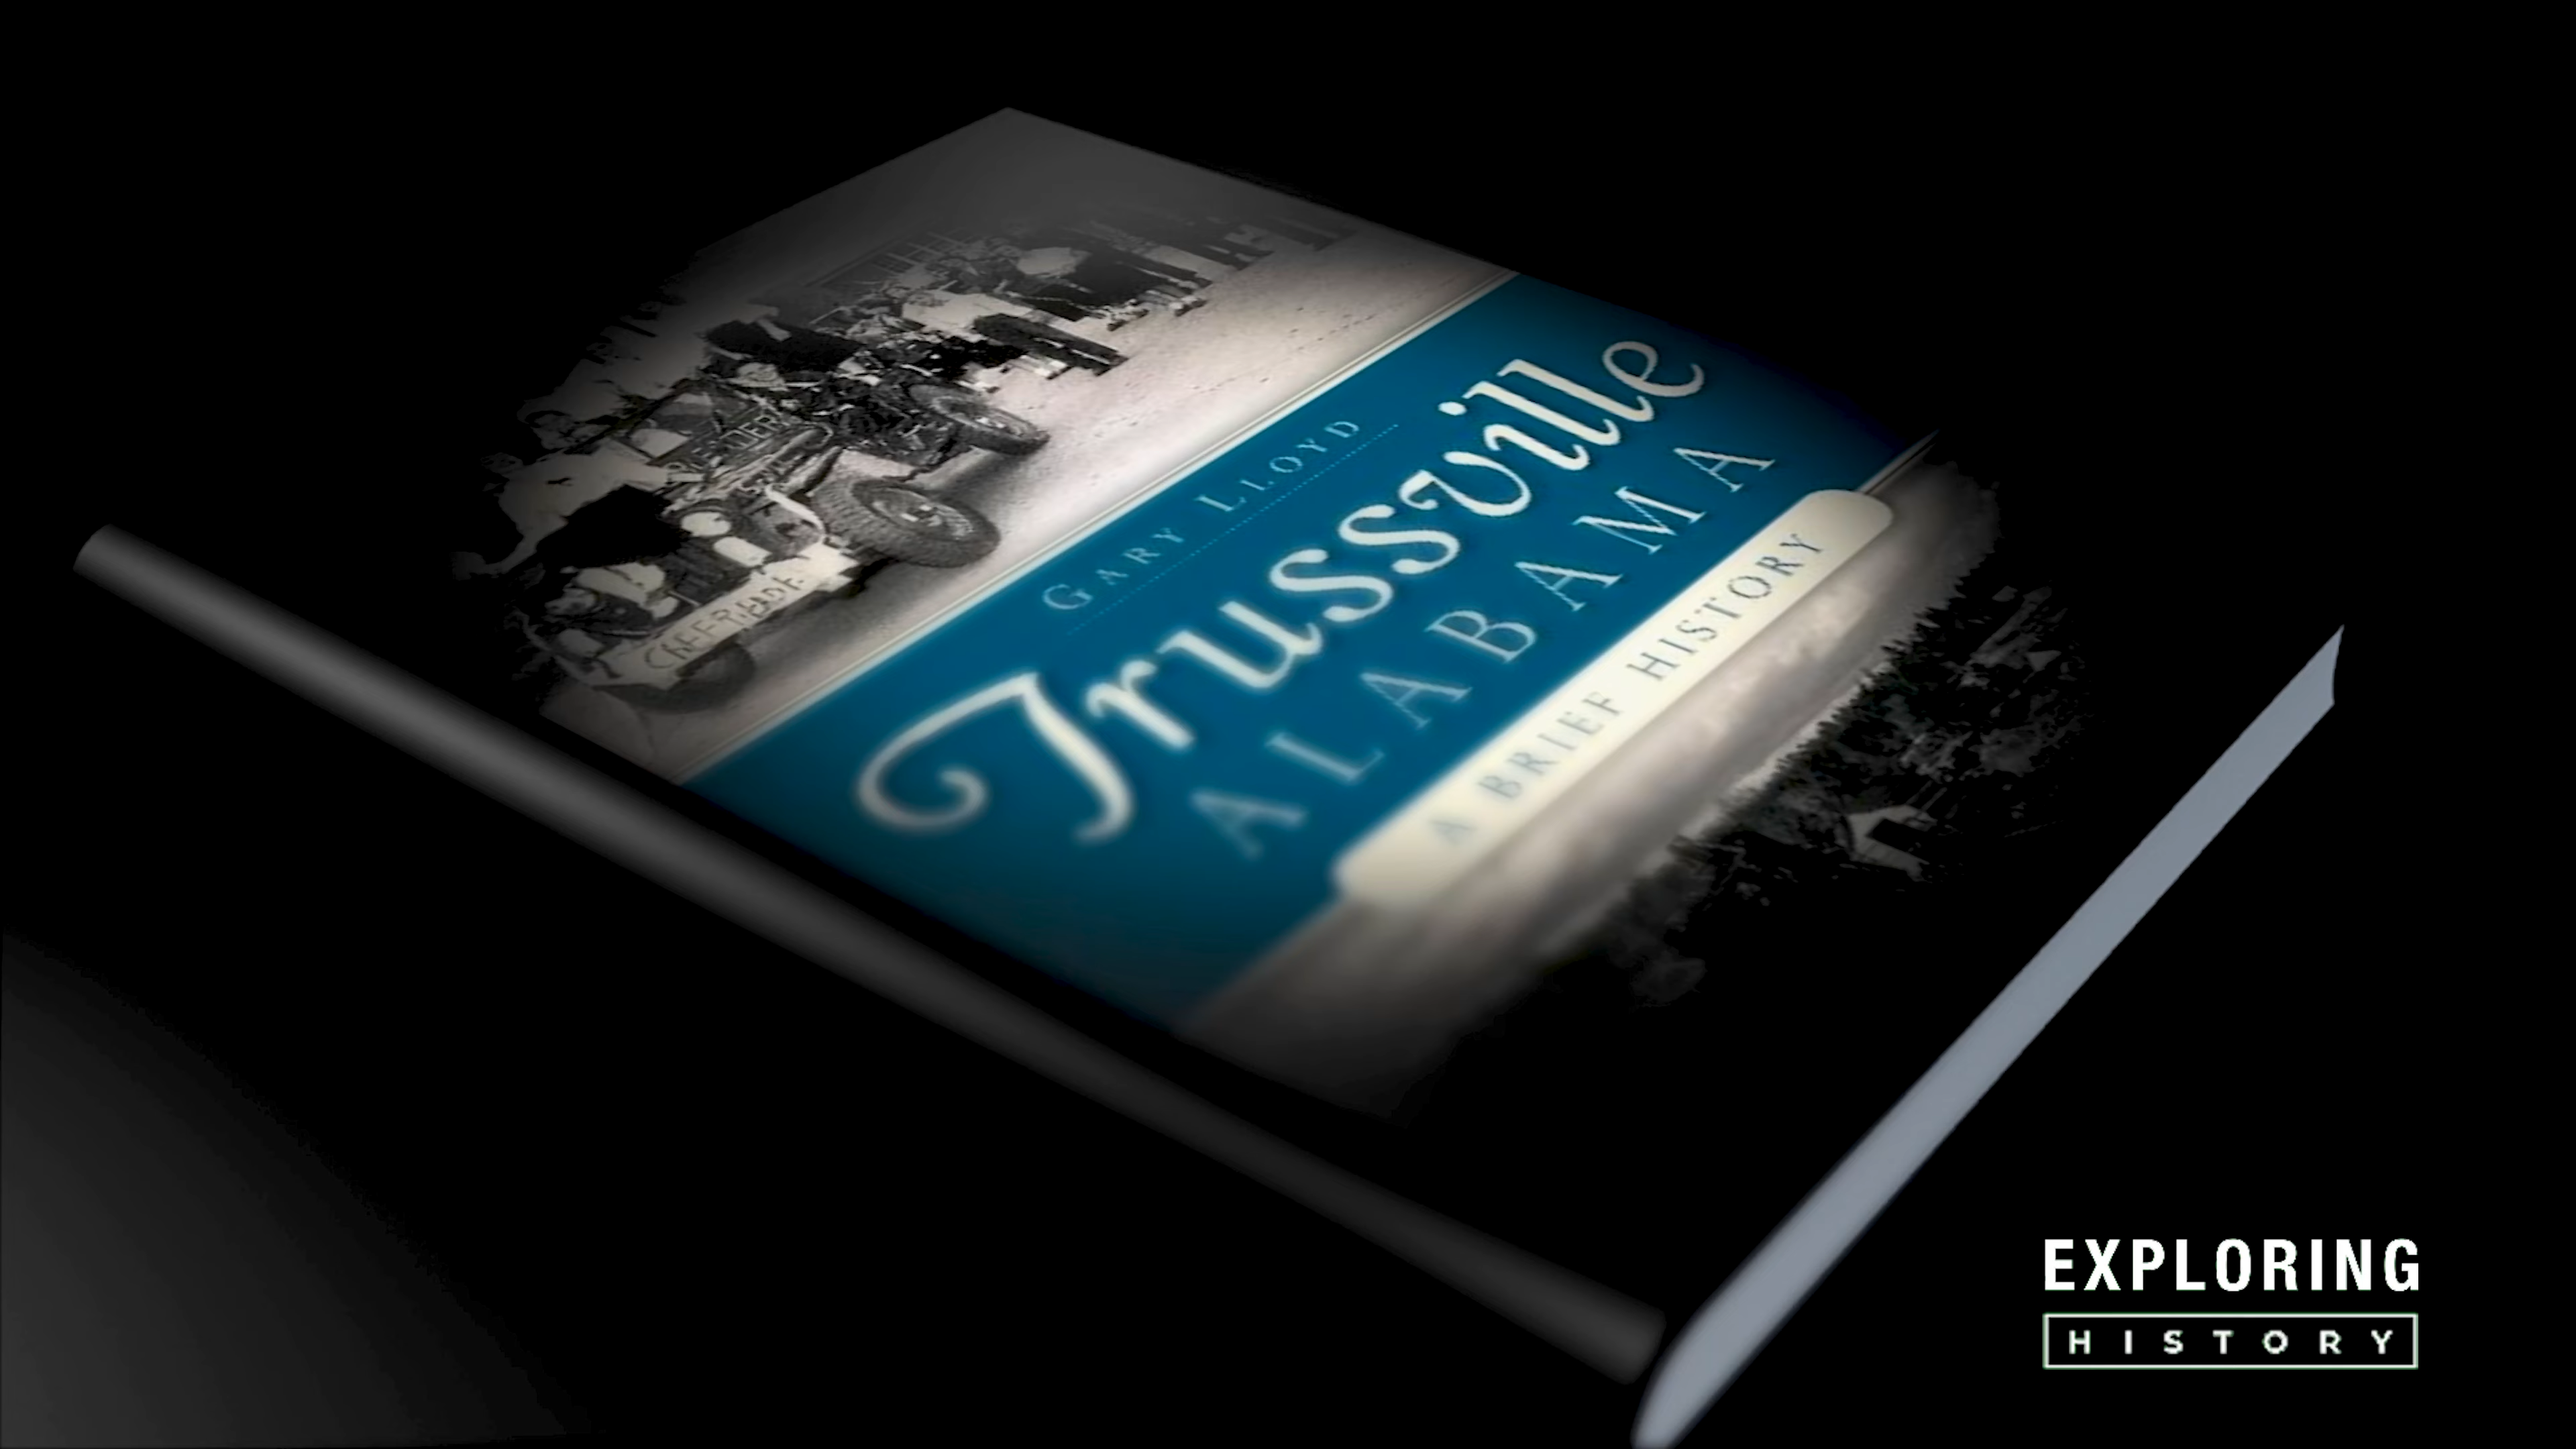 GARY LLOYD
Trussville
ALABAMA
A BRIEF HISTORY
EXPLORING
HISTORY